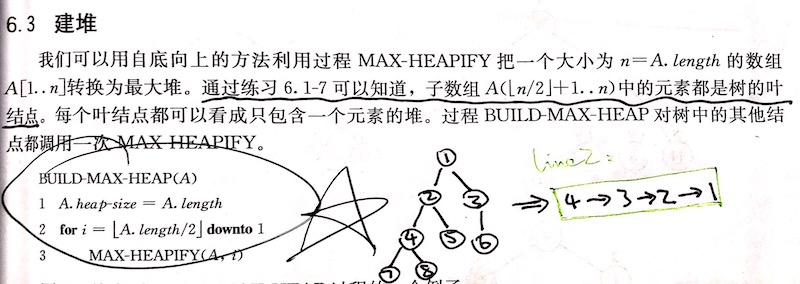 6.3 建堆
我们可以用自底向上的方法利用过程 MAX-HEAPIFY 把一个大小为 n=A.length 的数组
A[1..n]转换为最大堆。通过练习 6.1-7 可以知道，子数组 A(⌊n/2⌋+1..n)中的元素都是树的叶
结点。每个叶结点都可以看成只包含一个元素的堆。过程 BUILD-MAX-HEAP 对树中的其他结
点都调用一次 MAX-HEAPIFY。
BUILD-MAX-HEAP(A)
1 A.heap-size = A.length
2 for i = ⌊A.length/2⌋ downto 1
3 MAX-HEAPIFY(A, i)
1
2 3
4 5 6
7 8
line2:
⇒ 4→3→2→1